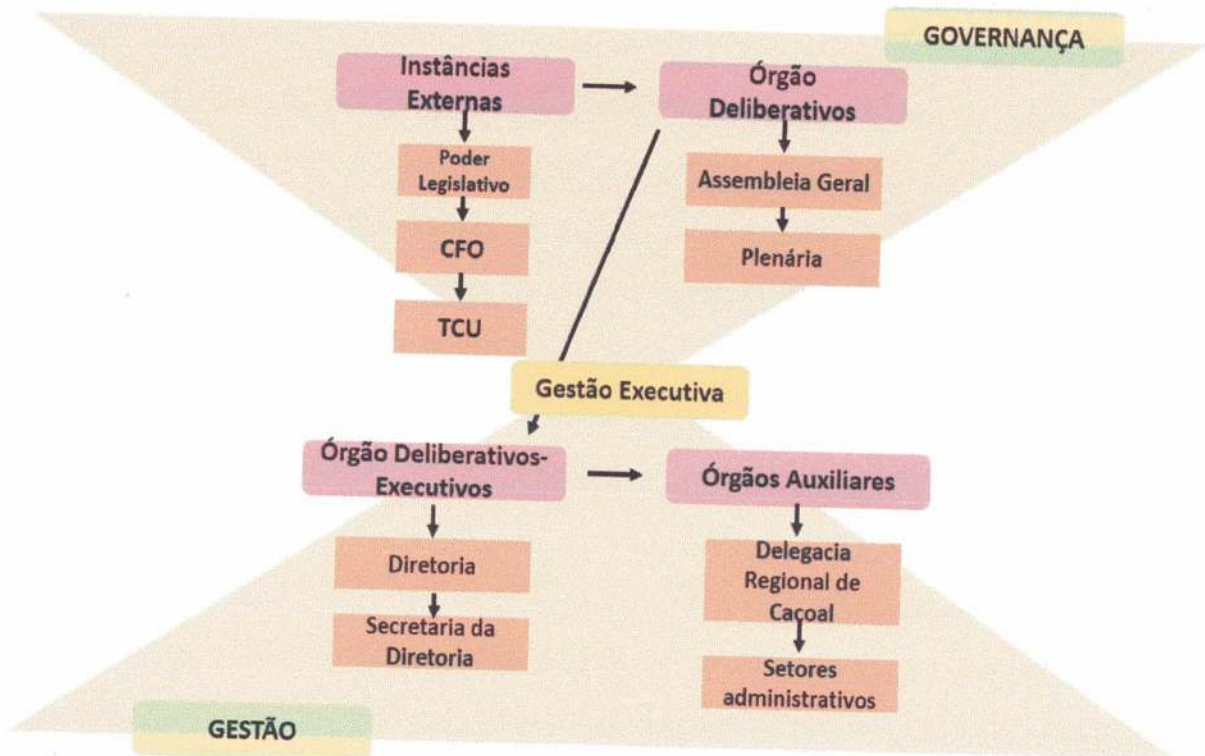 GOVERNANÇA
Instâncias
Externas
Órgão
Deliberativos
Poder
Legislativo
CFO
TCU
Assembleia Geral
Plenária
Gestão Executiva
Órgão Deliberativos-
Executivos
Órgãos Auxiliares
Diretoria
Secretaria da
Diretoria
Delegacia
Regional de
Cacoal
Setores
administrativos
GESTÃO